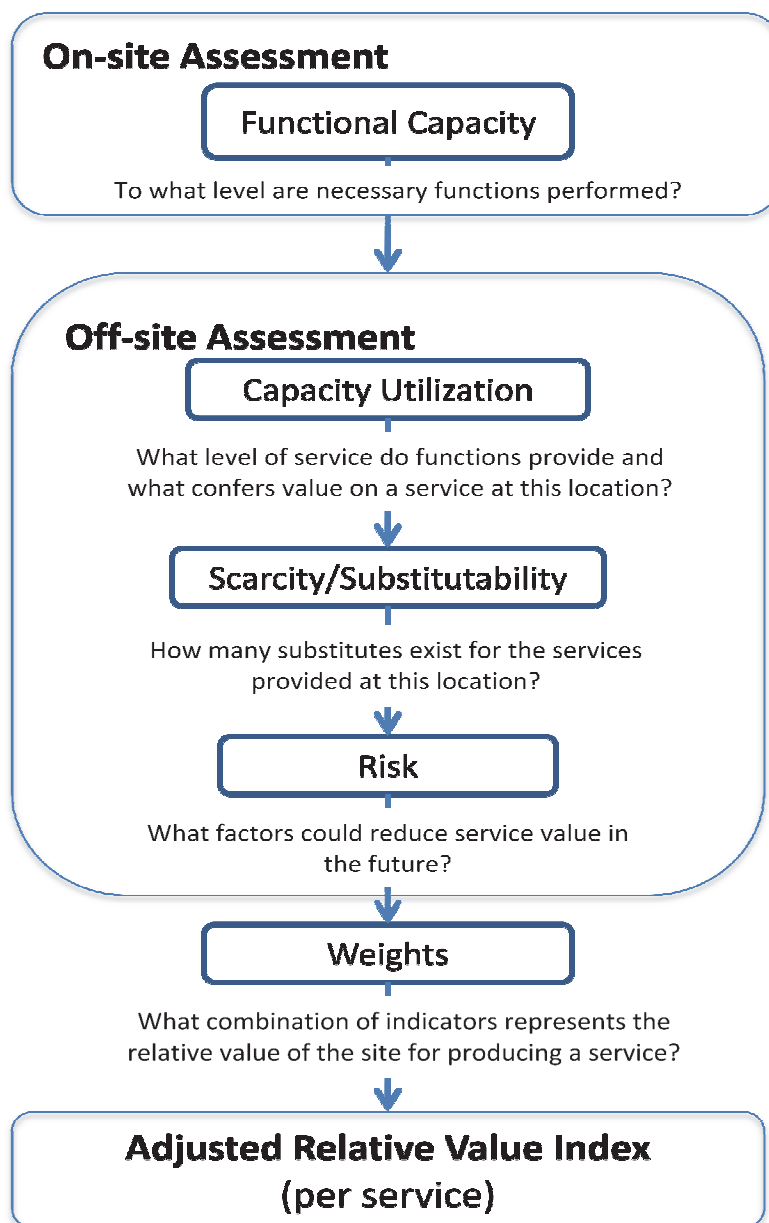 On-site Assessment
Functional Capacity
To what level are necessary functions performed?
Off-site Assessment
Capacity Utilization
What level of service do functions provide and
what confers value on a service at this location?
Scarcity/Substitutability
How many substitutes exist for the services
provided at this location?
Risk
What factors could reduce service value in
the future?
Weights
What combination of indicators represents the
relative value of the site for producing a service?
Adjusted Relative Value Index
(per service)